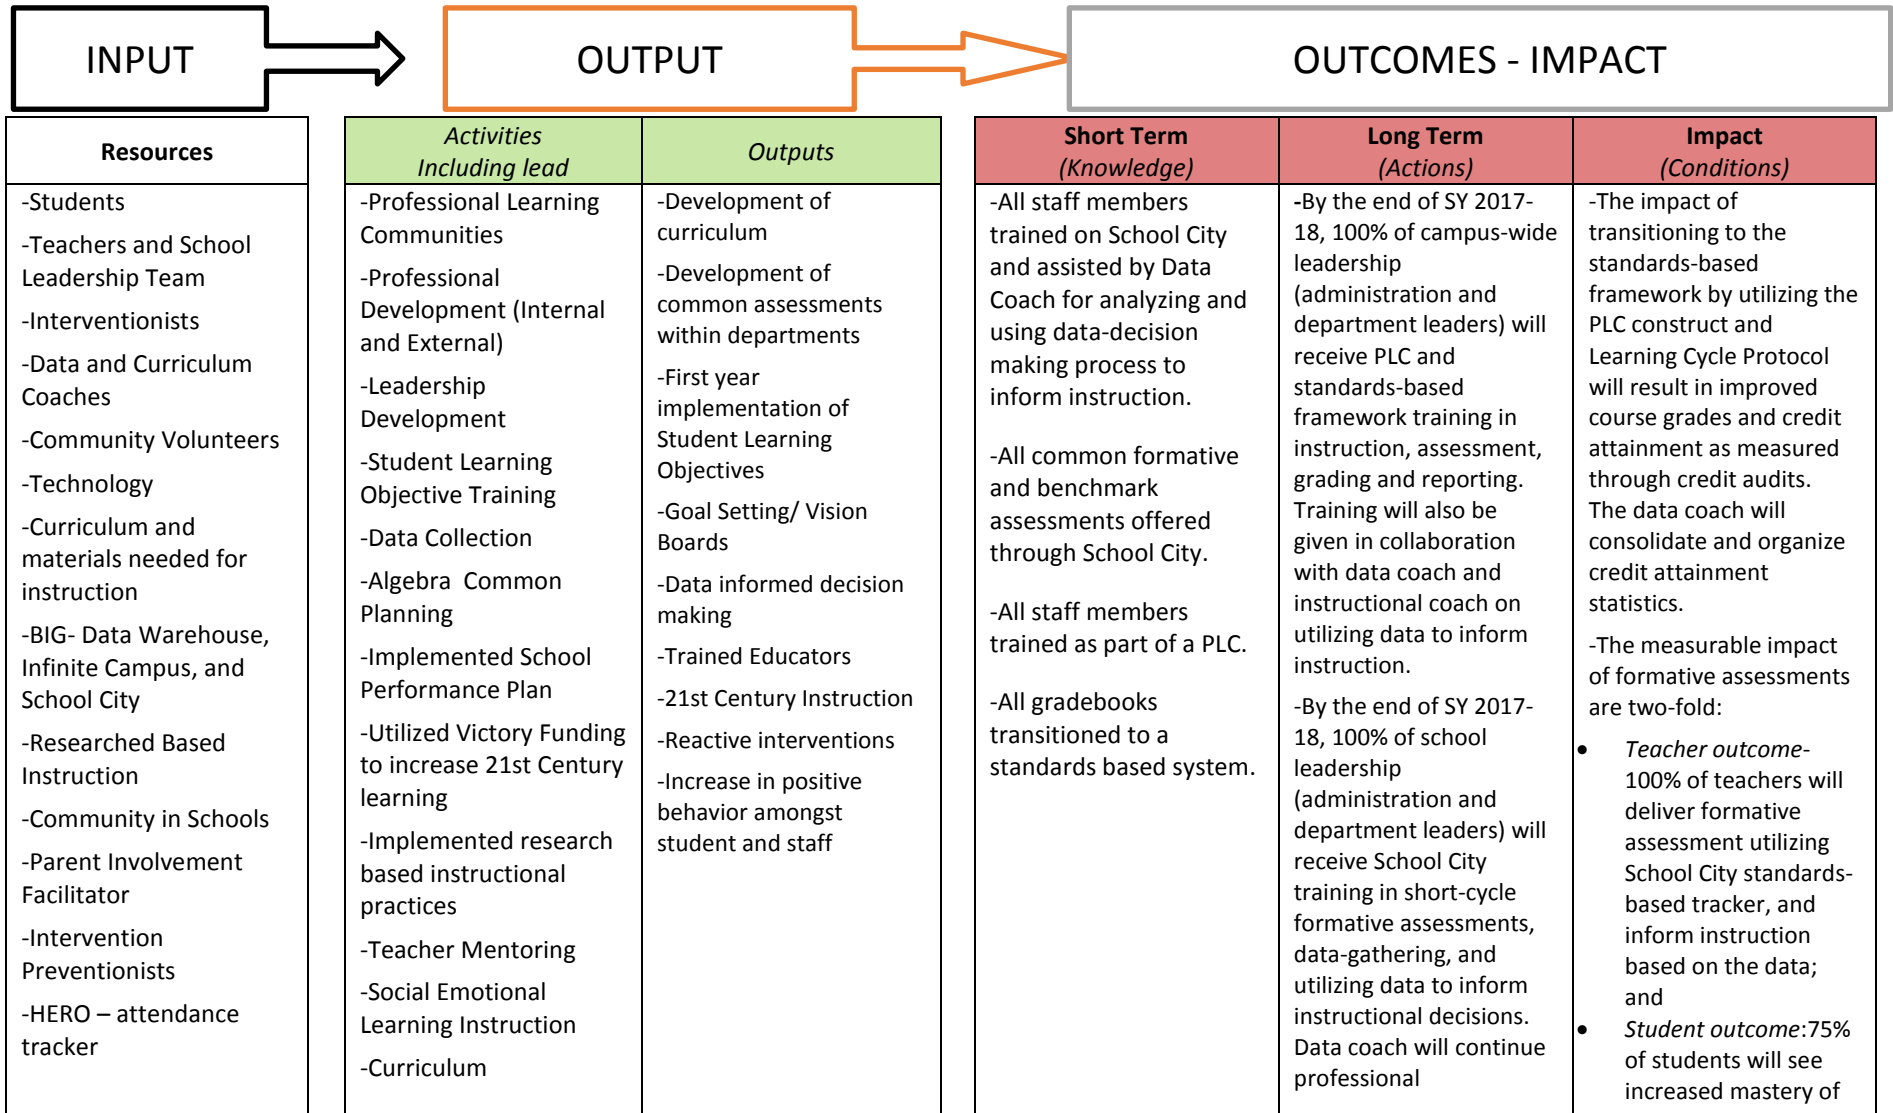 INPUT
OUTPUT
OUTCOMES - IMPACT
Resources
-Students
-Teachers and School
Leadership Team
-Interventionists
-Data and Curriculum
Coaches
-Community Volunteers
-Technology
-Curriculum and
materials needed for
instruction
-BIG- Data Warehouse,
Infinite Campus, and
School City
-Researched Based
Instruction
-Community in Schools
-Parent Involvement
Facilitator
-Intervention
Preventionists
-HERO – attendance
tracker
Activities
Including lead
-Professional Learning
Communities
-Professional
Development (Internal
and External)
-Leadership
Development
-Student Learning
Objective Training
-Data Collection
-Algebra  Common
Planning
-Implemented School
Performance Plan
-Utilized Victory Funding
to increase 21st Century
learning
-Implemented research
based instructional
practices
-Teacher Mentoring
-Social Emotional
Learning Instruction
-Curriculum
Outputs
-Development of
curriculum
-Development of
common assessments
within departments
-First year
implementation of
Student Learning
Objectives
-Goal Setting/ Vision
Boards
-Data informed decision
making
-Trained Educators
-21st Century Instruction
-Reactive interventions
-Increase in positive
behavior amongst
student and staff
Short Term
(Knowledge)
-All staff members
trained on School City
and assisted by Data
Coach for analyzing and
using data-decision
making process to
inform instruction.
-All common formative
and benchmark
assessments offered
through School City.
-All staff members
trained as part of a PLC.
-All gradebooks
transitioned to a
standards based system.
Long Term
(Actions)
-By the end of SY 2017-
18, 100% of campus-wide
leadership
(administration and
department leaders) will
receive PLC and
standards-based
framework training in
instruction, assessment,
grading and reporting.
Training will also be
given in collaboration
with data coach and
instructional coach on
utilizing data to inform
instruction.
-By the end of SY 2017-
18, 100% of school
leadership
(administration and
department leaders) will
receive School City
training in short-cycle
formative assessments,
data-gathering, and
utilizing data to inform
instructional decisions.
Data coach will continue
professional
Impact
(Conditions)
-The impact of
transitioning to the
standards-based
framework by utilizing the
PLC construct and
Learning Cycle Protocol
will result in improved
course grades and credit
attainment as measured
through credit audits.
The data coach will
consolidate and organize
credit attainment
statistics.
-The measurable impact
of formative assessments
are two-fold:
• Teacher outcome-
100% of teachers will
deliver formative
assessment utilizing
School City standards-
based tracker, and
inform instruction
based on the data;
and
• Student outcome:75%
of students will see
increased mastery of